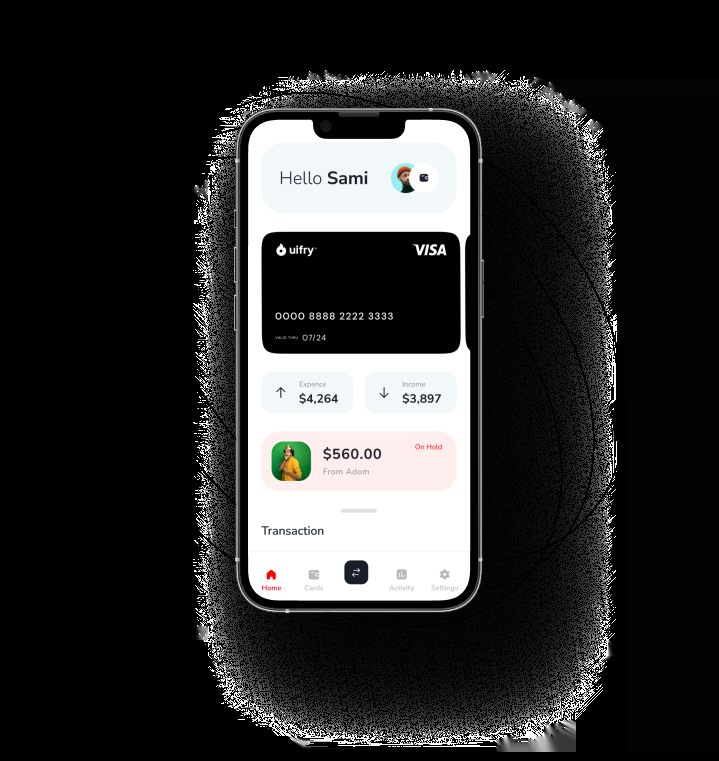 Hello Sami
uifry™
VISA
0000 8888 2222 3333
VALID THRU 07/24
Expence
$4,264
Income
$3,897
$560.00
On Hold
From Adom
Transaction
Home
Cards
Activity
Settings